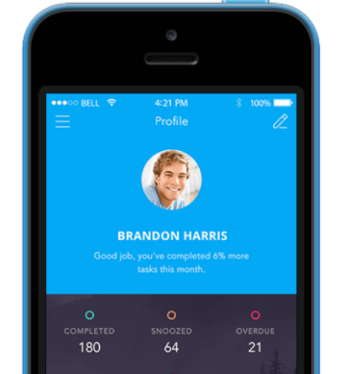 BELL 4:21 PM 100%
Profile
BRANDON HARRIS
Good job, you've completed 6% more
tasks this month.
COMPLETED SNOOZED OVERDUE
180 64 21